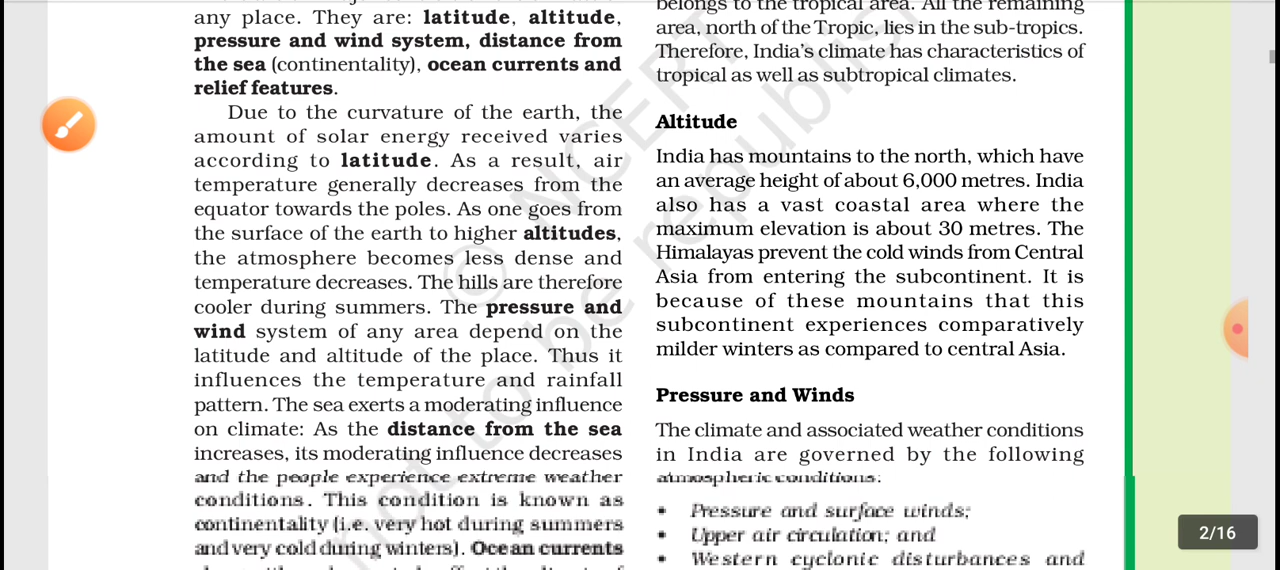 any place. They are: latitude, altitude,
pressure and wind system, distance from
the sea (continentality), ocean currents and
relief features.
Due to the curvature of the earth, the
amount of solar energy received varies
according to latitude. As a result, air
temperature generally decreases from the
equator towards the poles. As one goes from
the surface of the earth to higher altitudes,
the atmosphere becomes less dense and
temperature decreases. The hills are therefore
cooler during summers. The pressure and
wind system of any area depend on the
latitude and altitude of the place. Thus it
influences the temperature and rainfall
pattern. The sea exerts a moderating influence
on climate: As the distance from the sea
increases, its moderating influence decreases
and the people experience extreme weather
conditions. This condition is known as
continentality (i.e. very hot during summers
and very cold during winters). Ocean currents
belongs to the tropical area. All the remaining
area, north of the Tropic, lies in the sub-tropics.
Therefore, India's climate has characteristics of
tropical as well as subtropical climates.
Altitude
India has mountains to the north, which have
an average height of about 6,000 metres. India
also has a vast coastal area where the
maximum elevation is about 30 metres. The
Himalayas prevent the cold winds from Central
Asia from entering the subcontinent. It is
because of these mountains that this
subcontinent experiences comparatively
milder winters as compared to central Asia.
Pressure and Winds
The climate and associated weather conditions
in India are governed by the following
atmospheric conditions:
• Pressure and surface winds;
• Upper air circulation; and
• Western cyclonic disturbances and
© NCERT
not to be republish
2/16